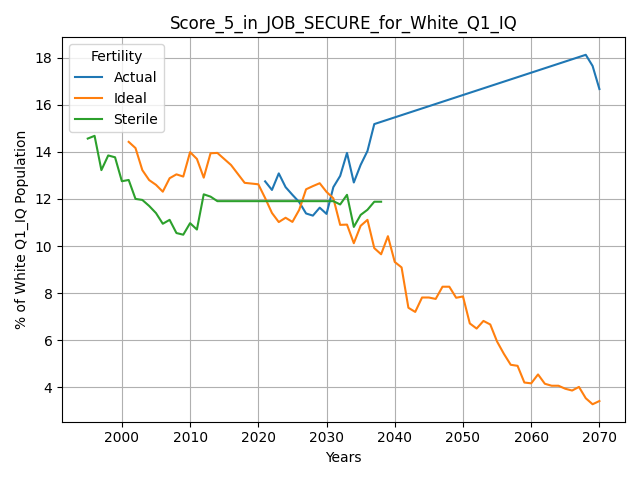 Score_5_in_JOB_SECURE_for_White_Q1_IQ
Fertility
Actual
Ideal
Sterile
% of White Q1_IQ Population
18
16
14
12
10
8
6
4
2000 2010 2020 2030 2040 2050 2060 2070
Years